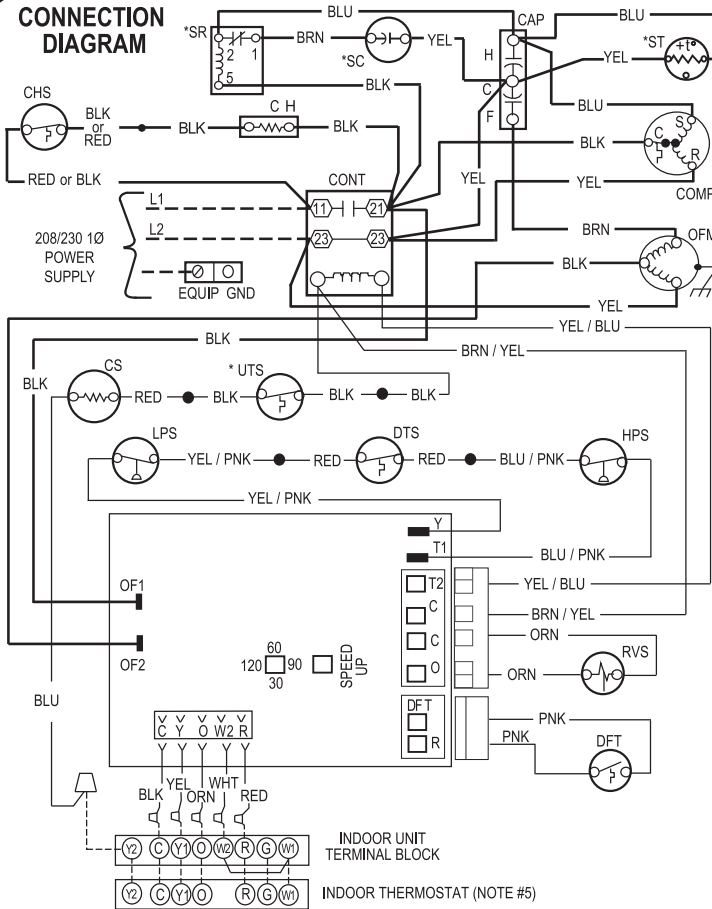 CONNECTION
DIAGRAM
*SR
2
1
5
BLU
BRN
*SC
YEL
CAP
H
C
F
BLU
*ST
+t°
YEL
BLK
CHS
BLK
or
RED
BLK
C H
BLK
BLU
S
C
R
BLK
COMP
RED or BLK
CONT
YEL
YEL
L1
11
21
L2
23
23
208/230 1Ø
POWER
SUPPLY
EQUIP GND
BRN
OFM
BLK
YEL
YEL / BLU
BLK
BRN / YEL
BLK
CS
RED
BLK
* UTS
BLK
BLK
LPS
YEL / PNK
RED
DTS
RED
BLU / PNK
HPS
YEL / PNK
Y
T1
BLU / PNK
OF1
T2
YEL / BLU
C
BRN / YEL
C
ORN
OF2
O
ORN
RVS
60
120
90
30
SPEED
UP
BLU
DFT
R
PNK
PNK
DFT
C Y O W2 R
BLK
YEL
ORN
WHT
RED
Y2 C Y1 O W2 R G W1
INDOOR UNIT
TERMINAL BLOCK
Y2 C Y1 O R G W1
INDOOR THERMOSTAT (NOTE #5)